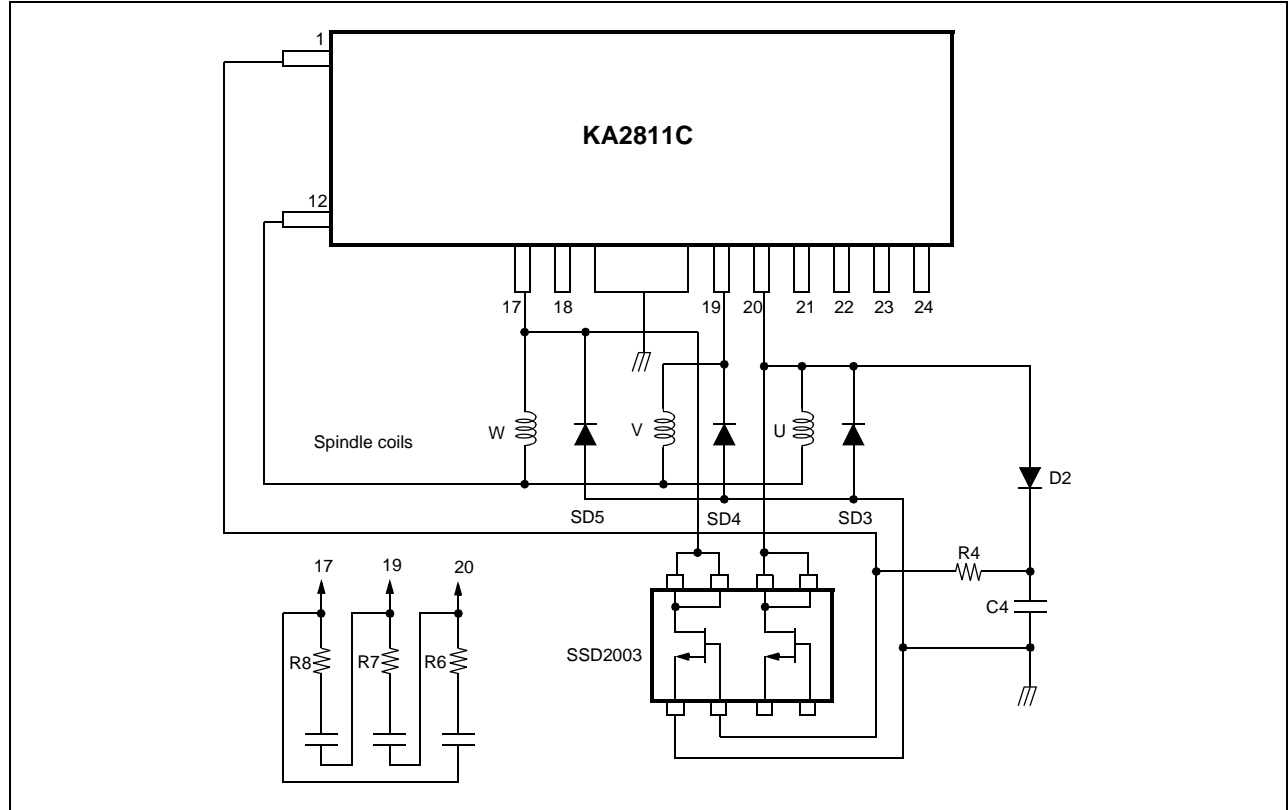 1
KA2811C
12
17
18
19
20
21
22
23
24
W
V
U
Spindle coils
D2
SD5
SD4
SD3
R4
17
19
20
C4
R8
R7
R6
SSD2003